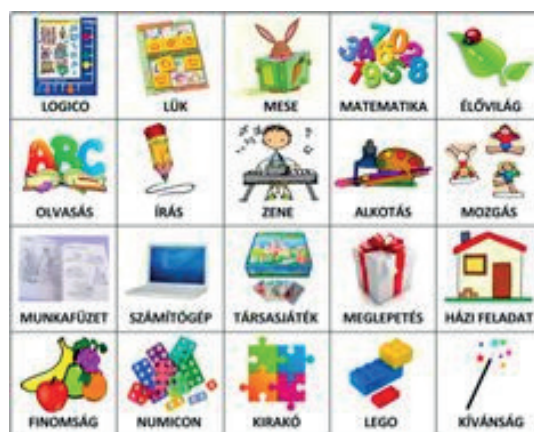 LOGICO
LÜK
MESE
MATEMATIKA
ÉLŐVILÁG
OLVASÁS
ÍRÁS
ZENE
ALKOTÁS
MOZGÁS
MUNKAFÜZET
SZÁMÍTÓGÉP
TÁRSASJÁTÉK
MEGLEPETÉS
HÁZI FELADAT
FINOMSÁG
NUMICON
KIRAKÓ
LEGO
KÍVÁNSÁG